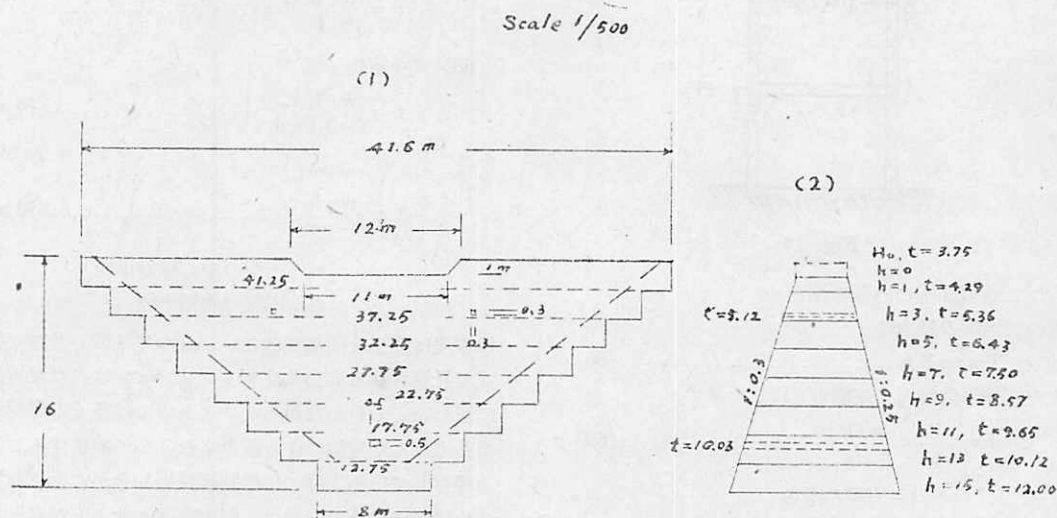 Scale 1/500
(1)
41.6 m
12 m
1 m
41.25
11 m
37.25
0.3
32.25
0.3
27.75
22.75
0.5
17.75
0.5
12.75
8 m
16
(2)
H0, t=3.75
h=0
h=1, t=4.29
t=5.12
h=3, t=5.36
h=5, t=6.43
h=7, t=7.50
h=9, t=8.57
h=11, t=9.65
t=10.03
h=13 t=10.12
h=15, t=12.00
1:0.3
1:0.25